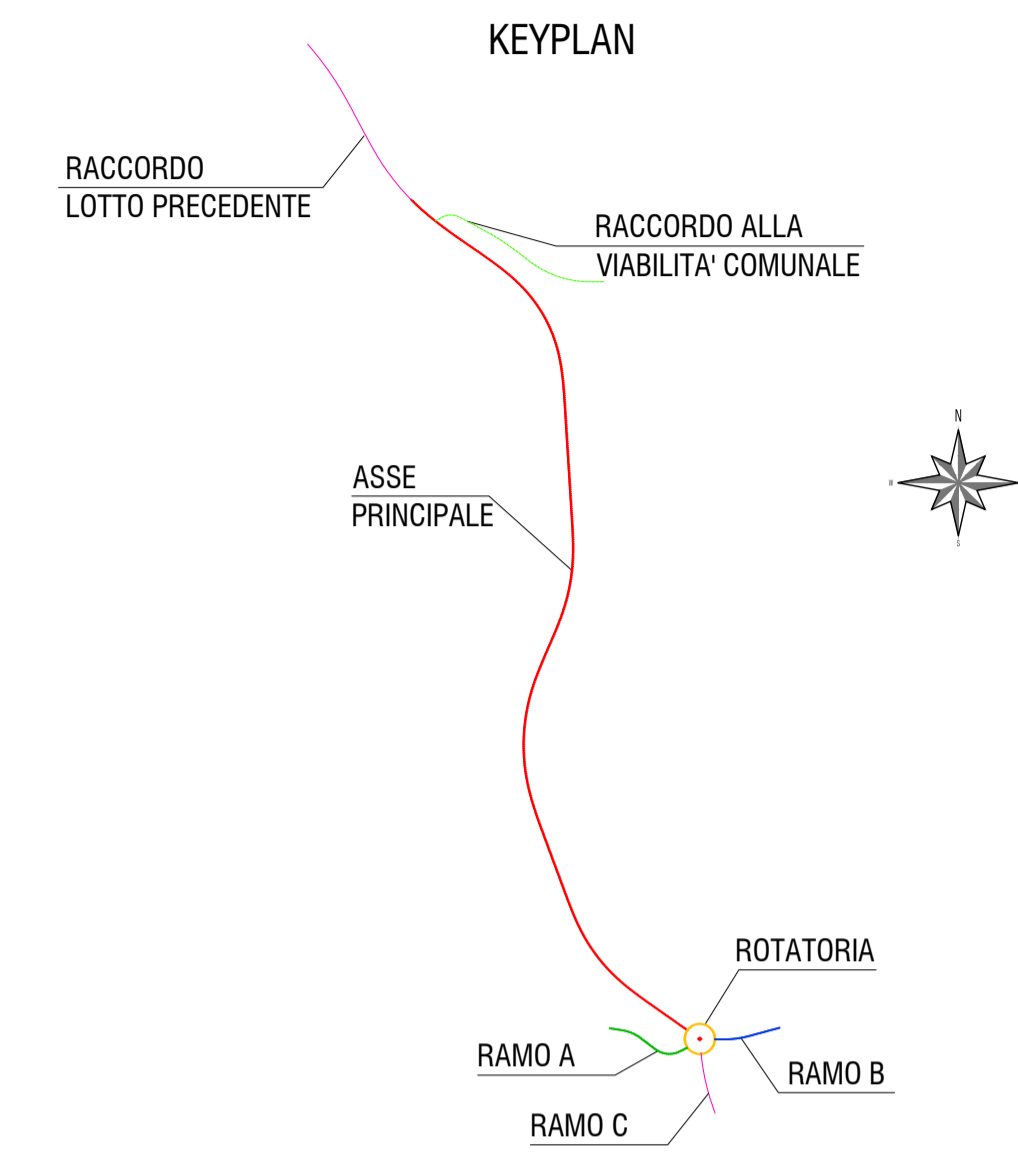 KEYPLAN
RACCORDO
LOTTO PRECEDENTE
RACCORDO ALLA
VIABILITA' COMUNALE
N
ASSE
PRINCIPALE
S
ROTATORIA
RAMO A
RAMO B
RAMO C